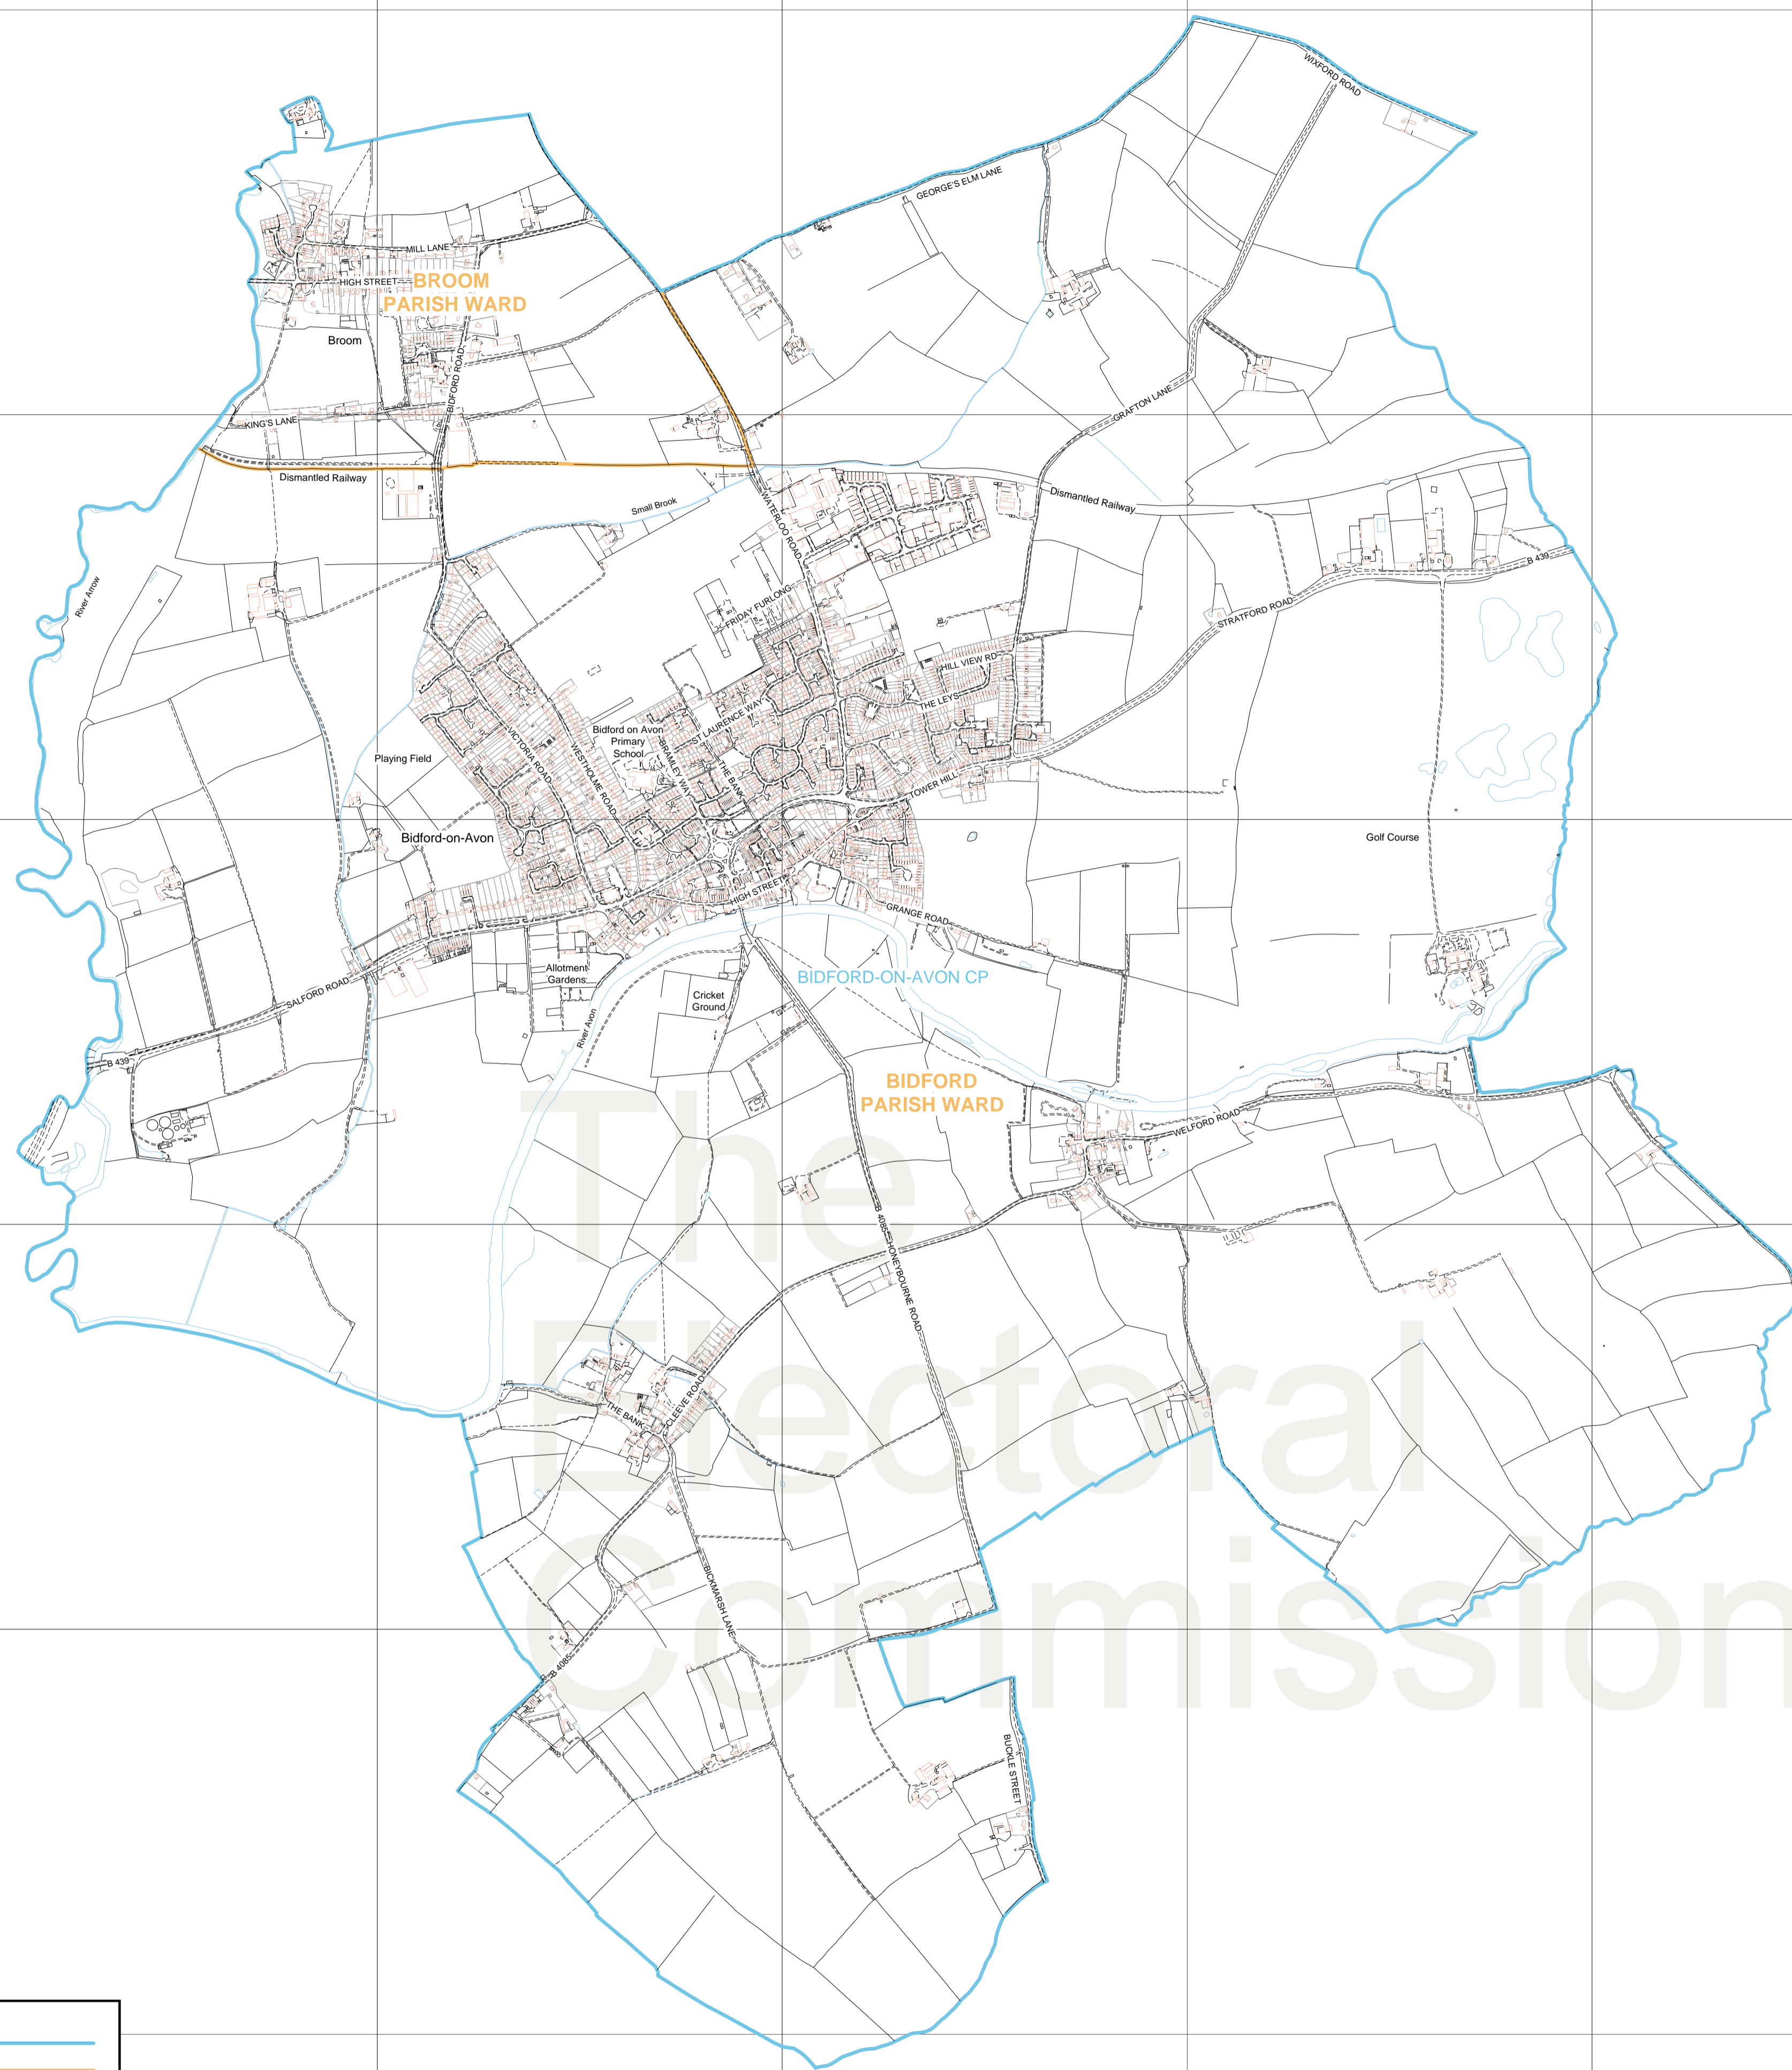 WIXFORD ROAD
GEORGE'S ELM LANE
MILL LANE
HIGH STREET
BROOM
PARISH WARD
Broom
BIDFORD ROAD
KING'S LANE
GRAFTON LANE
Dismantled Railway
Small Brook
WATERLOO ROAD
Dismantled Railway
B 439
River Arrow
FRIDAY FURLONG
STRATFORD ROAD
HILL VIEW RD
THE LEYS
ST LAURENCE WAY
Bidford on Avon
Primary
School
VICTORIA ROAD
WESTHOLME ROAD
BRAMLEY WAY
THE BANK
Playing Field
TOWER HILL
Bidford-on-Avon
Golf Course
HIGH STREET
GRANGE ROAD
Allotment
Gardens
SALFORD ROAD
Cricket
Ground
BIDFORD-ON-AVON CP
River Avon
B 439
BIDFORD
PARISH WARD
WELFORD ROAD
The
B 4085
HONEYBOURNE ROAD
Electoral
THE BANK
CLEEVE ROAD
Commission
BICKMARSH LANE
B 4085
BUCKLE STREET